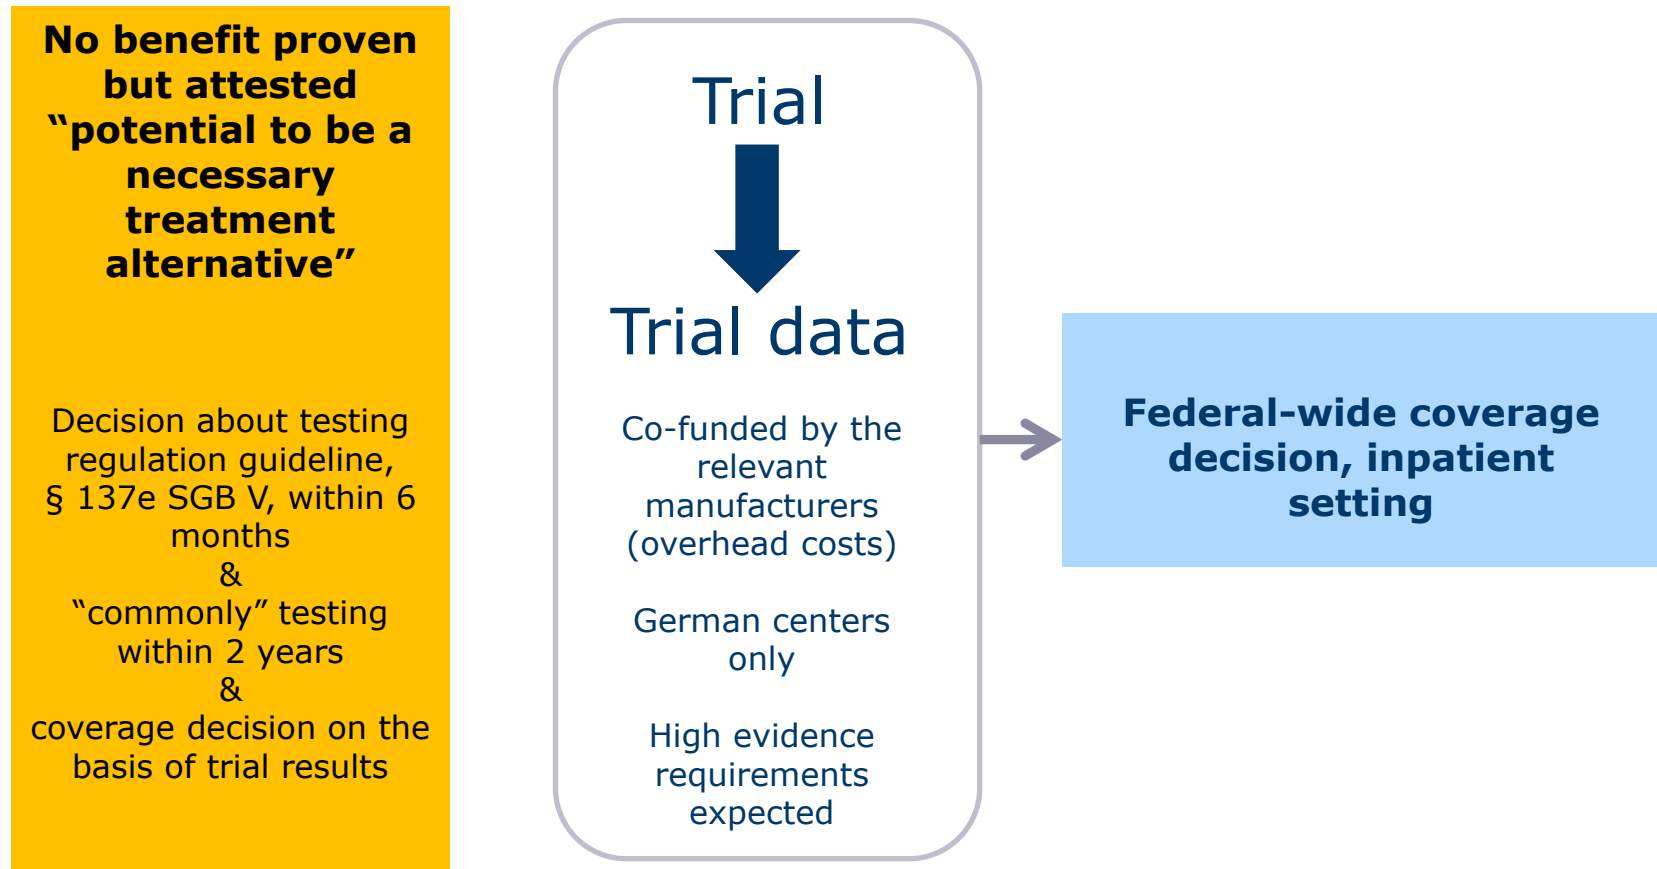 No benefit proven
but attested
“potential to be a
necessary
treatment
alternative”
Decision about testing
regulation guideline,
§ 137e SGB V, within 6
months
&
“commonly” testing
within 2 years
&
coverage decision on the
basis of trial results
Trial
Trial data
Co-funded by the
relevant
manufacturers
(overhead costs)
German centers
only
High evidence
requirements
expected
Federal-wide coverage
decision, inpatient
setting